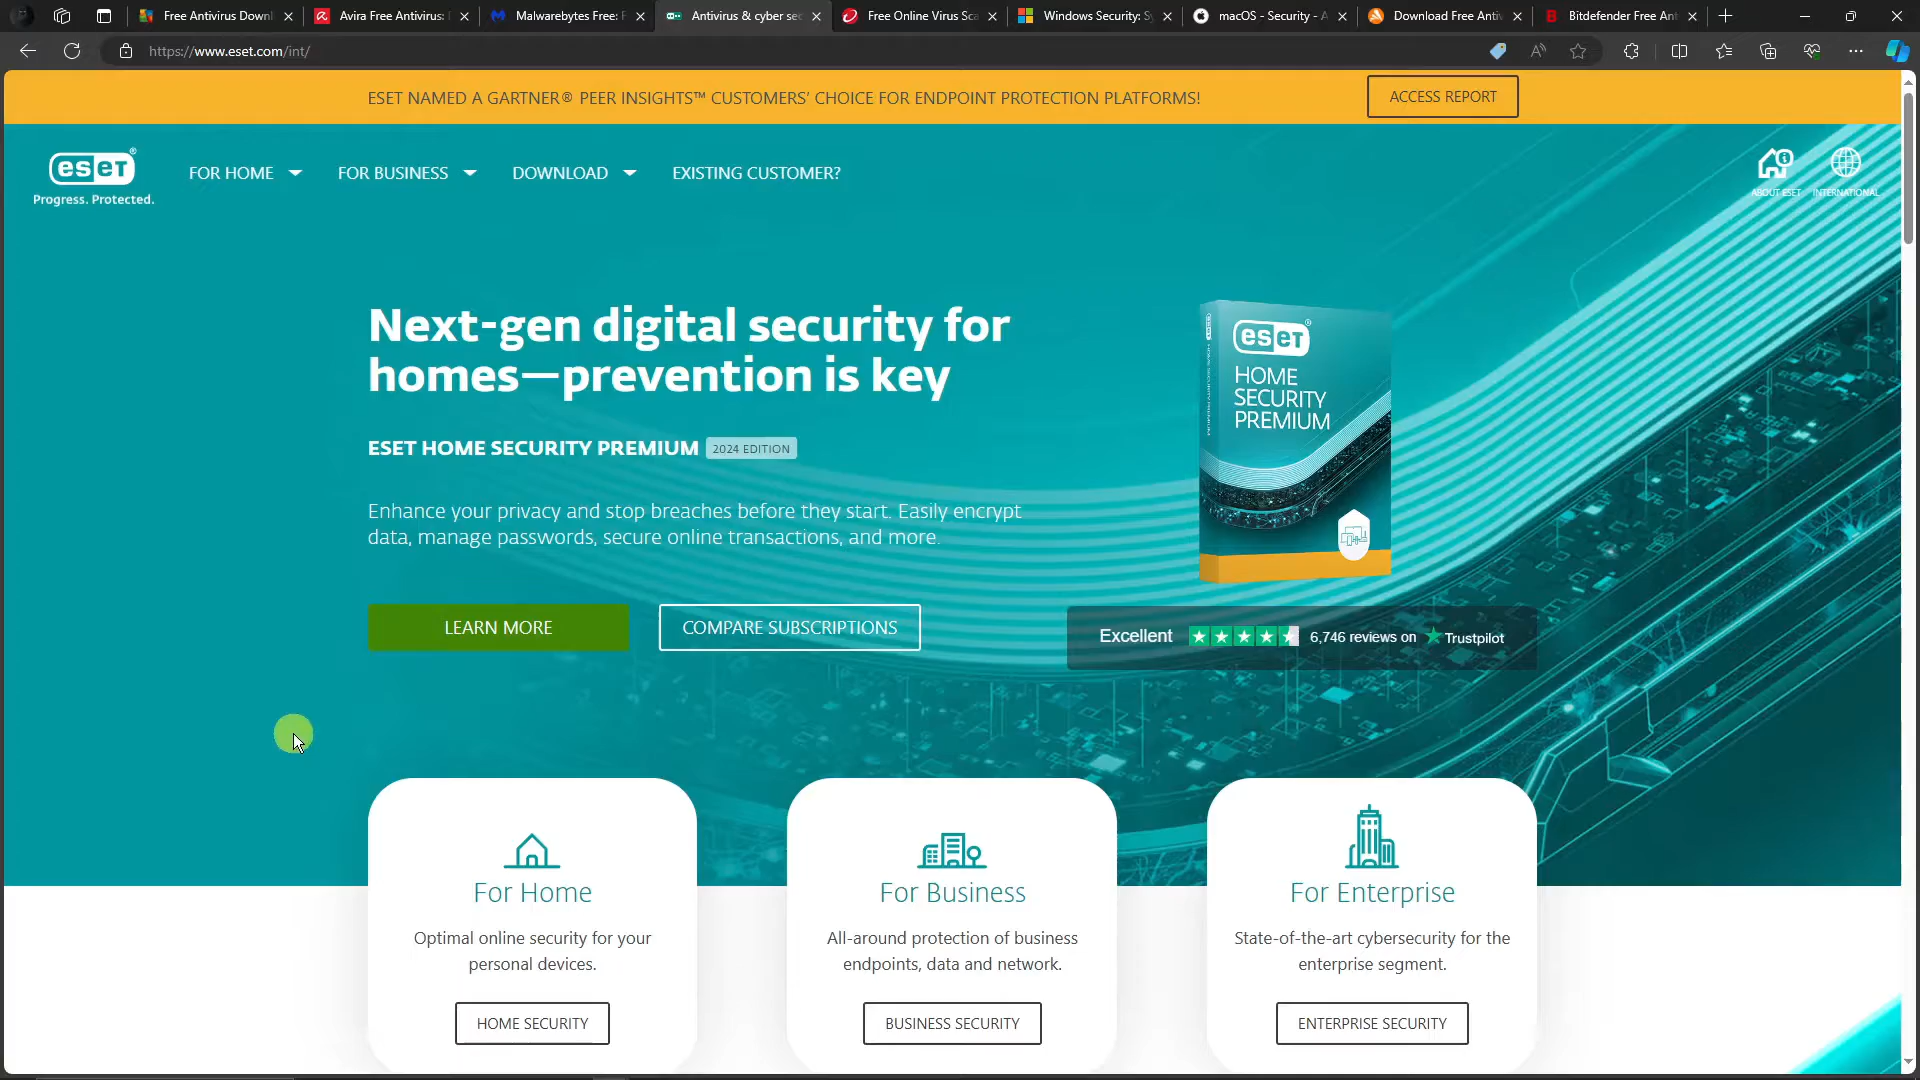 Free Antivirus Downl
Avira Free Antivirus:
Malwarebytes Free:
Antivirus & cyber sec
Free Online Virus Sca
Windows Security: S
macOS - Security - A
Download Free Anti
Bitdefender Free Ant
https://www.eset.com/int/
ESET NAMED A GARTNER® PEER INSIGHTS™ CUSTOMERS’ CHOICE FOR ENDPOINT PROTECTION PLATFORMS!
ACCESS REPORT
eset®
Progress. Protected.
FOR HOME
FOR BUSINESS
DOWNLOAD
EXISTING CUSTOMER?
ABOUT ESET
INTERNATIONAL
Next-gen digital security for
homes—prevention is key
ESET HOME SECURITY PREMIUM 2024 EDITION
Enhance your privacy and stop breaches before they start. Easily encrypt
data, manage passwords, secure online transactions, and more.
LEARN MORE
COMPARE SUBSCRIPTIONS
eset®
HOME
SECURITY
PREMIUM
Excellent 6,746 reviews on Trustpilot
For Home
Optimal online security for your
personal devices.
HOME SECURITY
For Business
All-around protection of business
endpoints, data and network.
BUSINESS SECURITY
For Enterprise
State-of-the-art cybersecurity for the
enterprise segment.
ENTERPRISE SECURITY